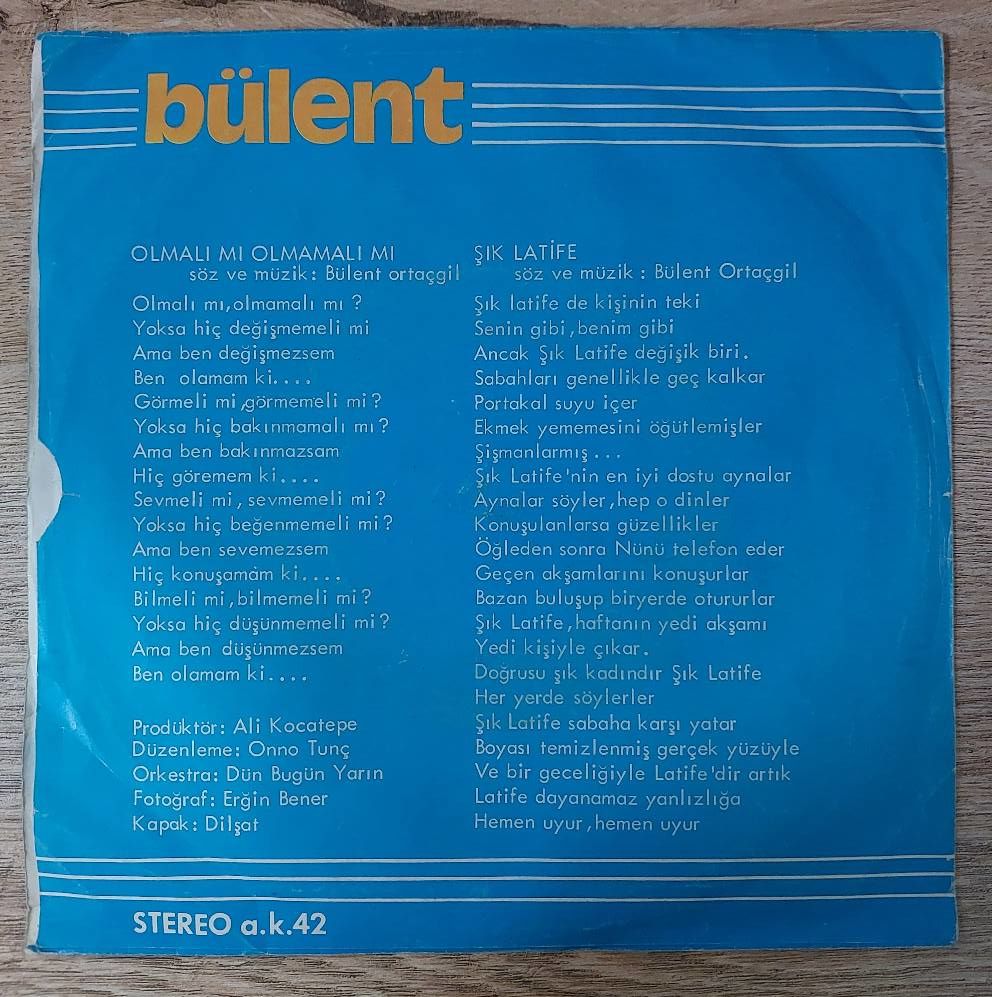 bülent
OLMALI MI OLMAMALI MI
söz ve müzik: Bülent ortaçgil
Olmalı mı,olmamalı mı ?
Yoksa hiç değişmemeli mi
Ama ben değişmezsem
Ben olamam ki....
Görmeli mi,görmemeli mi?
Yoksa hiç bakınmamalı mı?
Ama ben bakınmazsam
Hiç göremem ki....
Sevmeli mi, sevmemeli mi?
Yoksa hiç beğenmemeli mi?
Ama ben sevemezsem
Hiç konuşamàm ki....
Bilmeli mi,bilmemeli mi?
Yoksa hiç düşünmemeli mi?
Ama ben düşünmezsem
Ben olamam ki....
Prodüktör: Ali Kocatepe
Düzenleme: Onno Tunç
Orkestra: Dün Bugün Yarın
Fotoğraf: Erğin Bener
Kapak: Dilşat
ŞIK LATİFE
söz ve müzik : Bülent Ortaçgil
Şık latife de kişinin teki
Senin gibi,benim gibi
Ancak Şık Latife değişik biri.
Sabahları genellikle geç kalkar
Portakal suyu içer
Ekmek yememesini öğütlemişler
Şişmanlarmış...
Şık Latife'nin en iyi dostu aynalar
Aynalar söyler,hep o dinler
Konuşulanlarsa güzellikler
Öğleden sonra Nünü telefon eder
Geçen akşamlarını konuşurlar
Bazan buluşup biryerde otururlar
Şık Latife,haftanın yedi akşamı
Yedi kişiyle çıkar.
Doğrusu şık kadındır Şık Latife
Her yerde söylerler
Şık Latife sabaha karşı yatar
Boyası temizlenmiş gerçek yüzüyle
Ve bir geceliğiyle Latife'dir artık
Latife dayanamaz yanlızlığa
Hemen uyur,hemen uyur
STEREO a.k.42